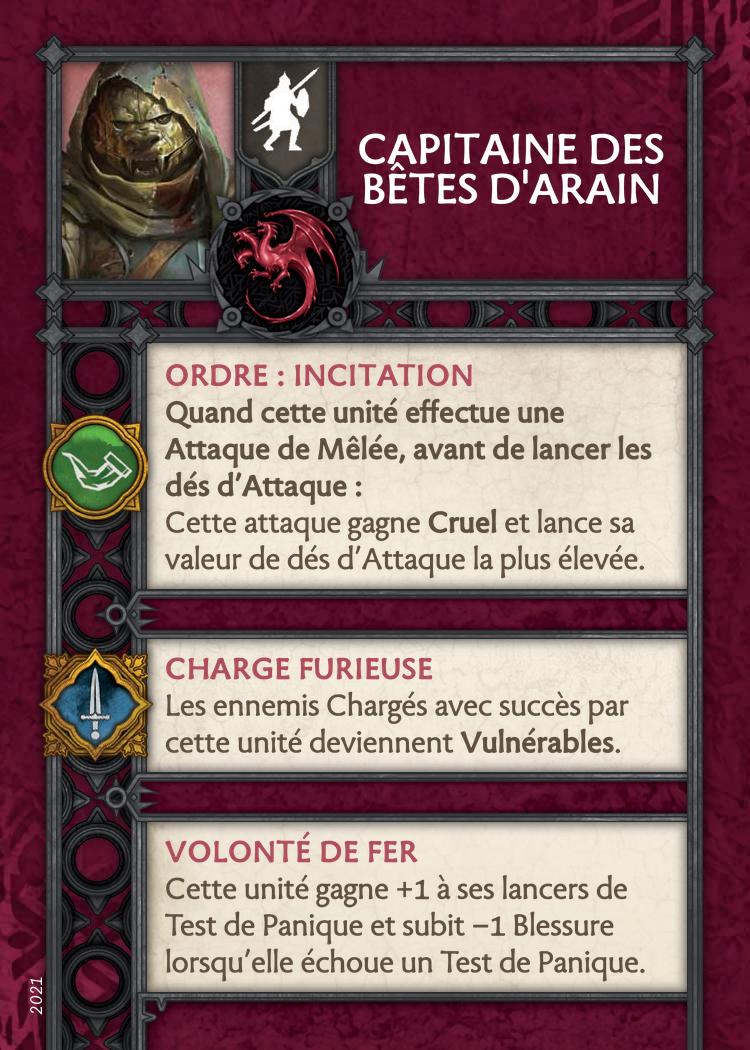 CAPITAINE DES
BÊTES D'ARAIN
ORDRE : INCITATION
Quand cette unité effectue une
Attaque de Mêlée, avant de lancer les
dés d’Attaque :
Cette attaque gagne Cruel et lance sa
valeur de dés d’Attaque la plus élevée.
CHARGE FURIEUSE
Les ennemis Chargés avec succès par
cette unité deviennent Vulnérables.
VOLONTÉ DE FER
Cette unité gagne +1 à ses lancers de
Test de Panique et subit –1 Blessure
lorsqu’elle échoue un Test de Panique.
2021